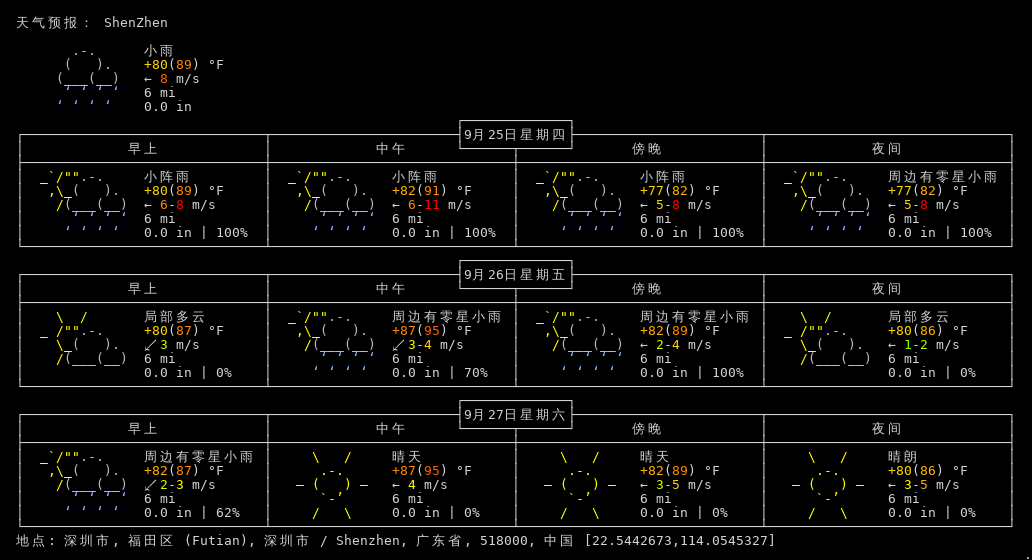 天气预报： ShenZhen
小雨
+80(89) °F
← 8 m/s
6 mi
0.0 in
9月25日星期四
早上 中午 傍晚 夜间
小阵雨 小阵雨 小阵雨 周边有零星小雨
+80(89) °F +82(91) °F +77(82) °F +77(82) °F
← 6-8 m/s ← 6-11 m/s ← 5-8 m/s ← 5-8 m/s
6 mi 6 mi 6 mi 6 mi
0.0 in | 100% 0.0 in | 100% 0.0 in | 100% 0.0 in | 100%
9月26日星期五
早上 中午 傍晚 夜间
局部多云 周边有零星小雨 周边有零星小雨 局部多云
+80(87) °F +87(95) °F +82(89) °F +80(86) °F
↙ 3 m/s ↙ 3-4 m/s ← 2-4 m/s ← 1-2 m/s
6 mi 6 mi 6 mi 6 mi
0.0 in | 0% 0.0 in | 70% 0.0 in | 100% 0.0 in | 0%
9月27日星期六
早上 中午 傍晚 夜间
周边有零星小雨 晴天 晴天 晴朗
+82(87) °F +87(95) °F +82(89) °F +80(86) °F
↙ 2-3 m/s ← 4 m/s ← 3-5 m/s ← 3-5 m/s
6 mi 6 mi 6 mi 6 mi
0.0 in | 62% 0.0 in | 0% 0.0 in | 0% 0.0 in | 0%
地点: 深圳市, 福田区 (Futian), 深圳市 / Shenzhen, 广东省, 518000, 中国 [22.5442673,114.0545327]